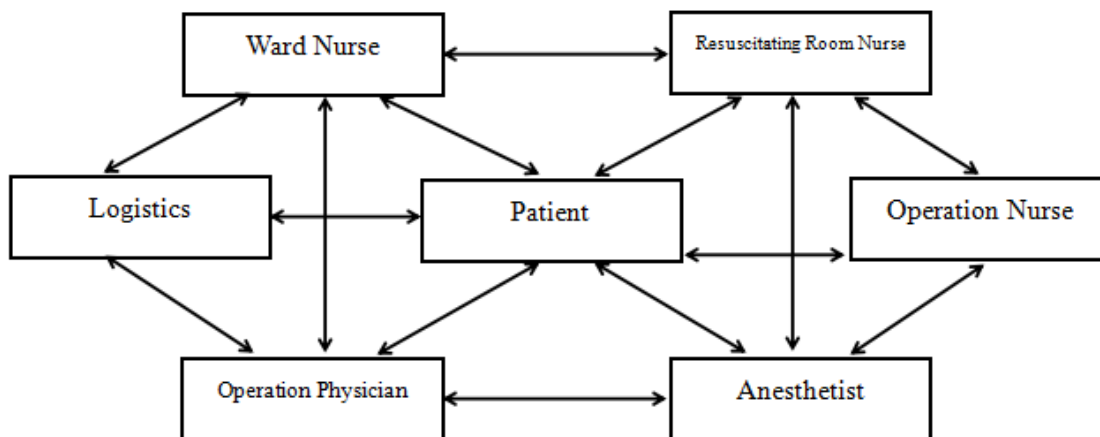 Ward Nurse
Resuscitating Room Nurse
Logistics
Patient
Operation Nurse
Operation Physician
Anesthetist